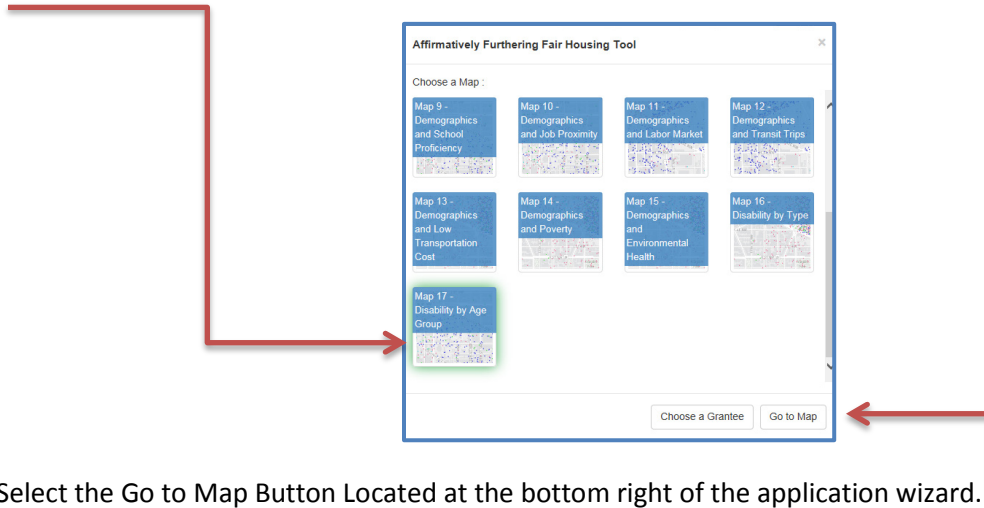 Affirmatively Furthering Fair Housing Tool ×
Choose a Map :
Map 9 -
Demographics
and School
Proficiency
Map 10 -
Demographics
and Job Proximity
Map 11 -
Demographics
and Labor Market
Map 12 -
Demographics
and Transit Trips
Map 13 -
Demographics
and Low
Transportation
Cost
Map 14 -
Demographics
and Poverty
Map 15 -
Demographics
and
Environmental
Health
Map 16 -
Disability by Type
Map 17 -
Disability by Age
Group
Choose a Grantee
Go to Map
Select the Go to Map Button Located at the bottom right of the application wizard.